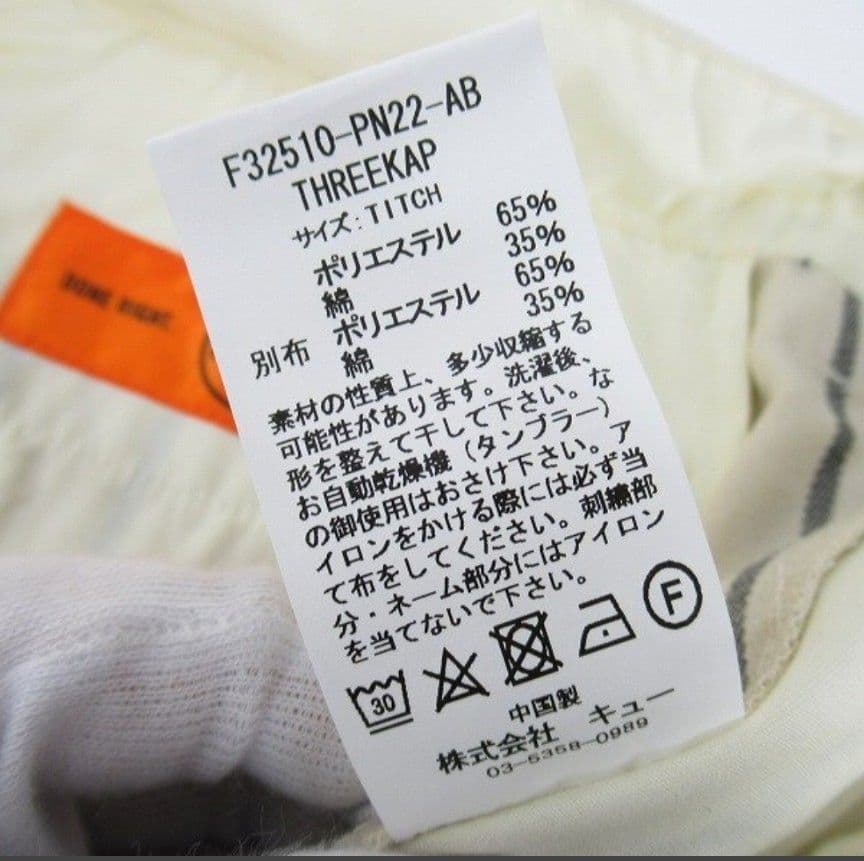 F32510-PN22-AB
THREEKAP
サイズ:TITCH
ポリエステル 65%
綿 35%
別布 ポリエステル 65%
綿 35%
素材の性質上、多少収縮する
可能性があります。洗濯後、
形を整えて干して下さい。な
お自動乾燥機(タンブラー)
の御使用はおさけ下さい。ア
イロンをかける際には必ず当
て布をしてください。刺繍部
分・ネーム部分にはアイロン
を当てないで下さい。
30
F
中国製
株式会社 キュー
03-5358-0989
DONE RIGHT.